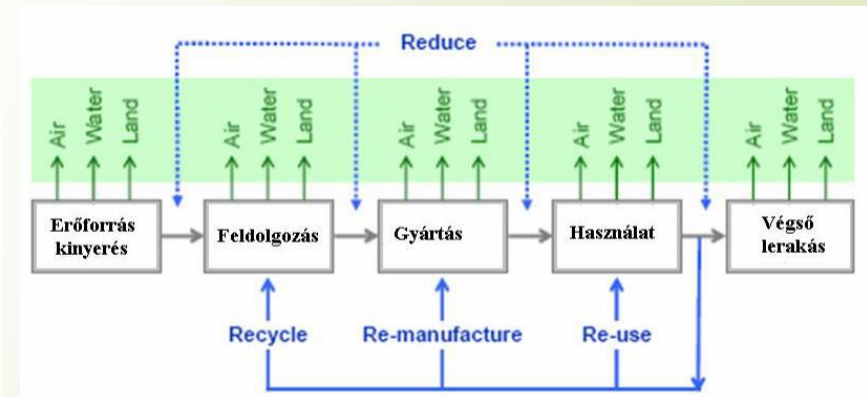 Reduce
Air Water Land
Air Water Land
Air Water Land
Air Water Land
Air Water Land
Erőforrás
kinyerés
Feldolgozás
Gyártás
Használat
Végső
lerakás
Recycle
Re-manufacture
Re-use